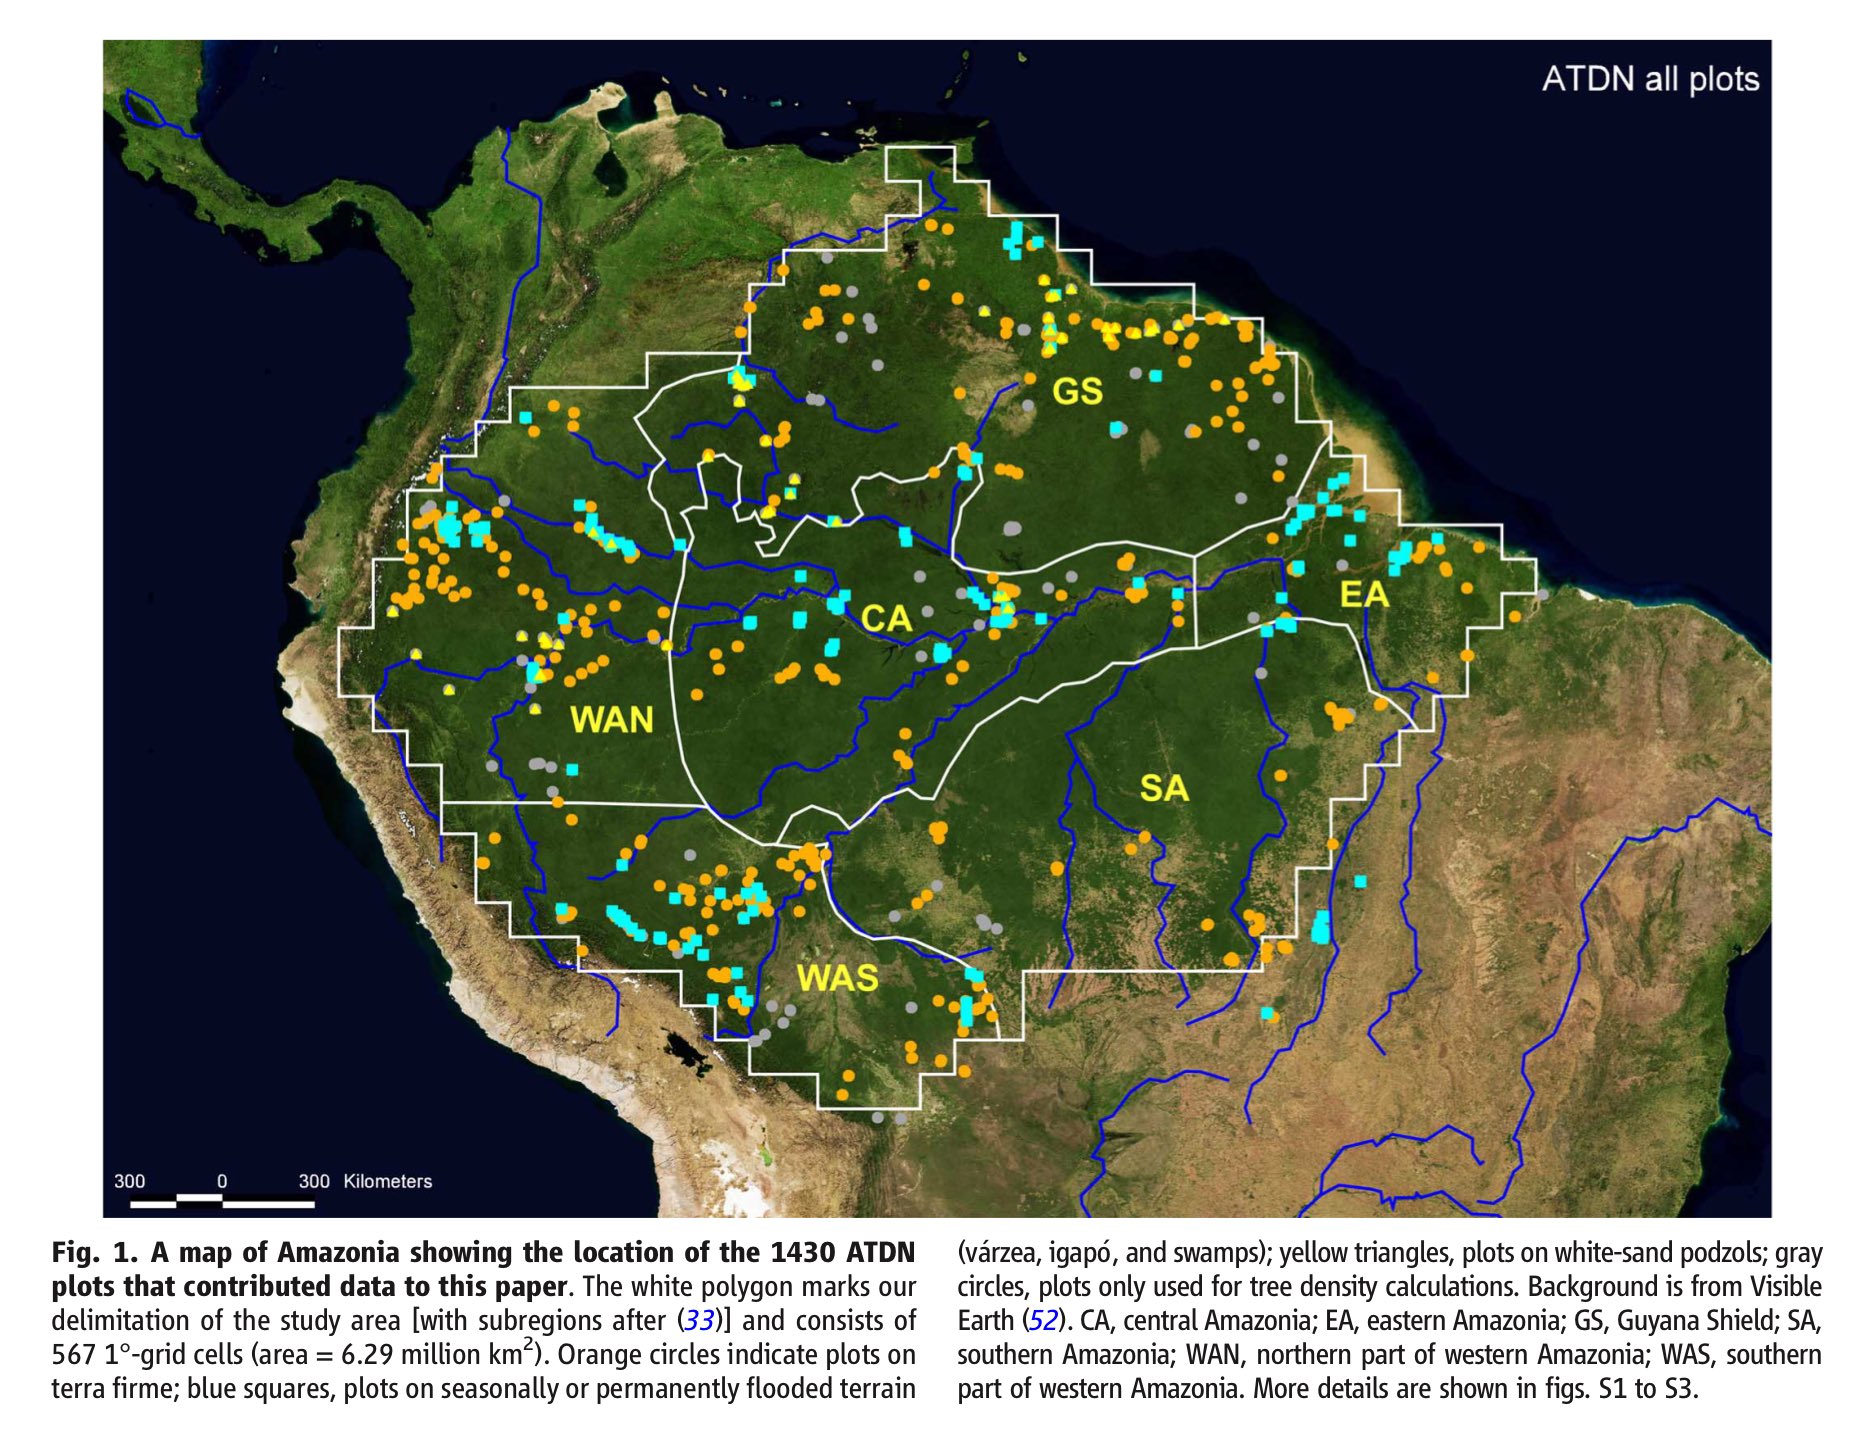 ATDN all plots
GS
CA
EA
WAN
SA
WAS
300 0 300 Kilometers
Fig. 1. A map of Amazonia showing the location of the 1430 ATDN
plots that contributed data to this paper. The white polygon marks our
delimitation of the study area [with subregions after (33)] and consists of
567 1°-grid cells (area = 6.29 million km²). Orange circles indicate plots on
terra firme; blue squares, plots on seasonally or permanently flooded terrain
(várzea, igapó, and swamps); yellow triangles, plots on white-sand podzols; gray
circles, plots only used for tree density calculations. Background is from Visible
Earth (52). CA, central Amazonia; EA, eastern Amazonia; GS, Guyana Shield; SA,
southern Amazonia; WAN, northern part of western Amazonia; WAS, southern
part of western Amazonia. More details are shown in figs. S1 to S3.